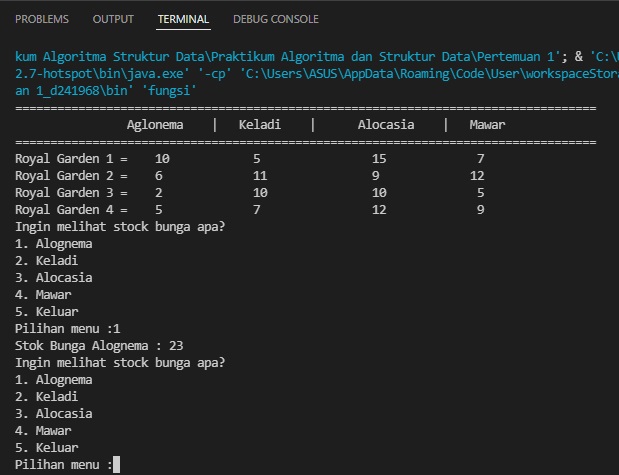 PROBLEMS OUTPUT TERMINAL DEBUG CONSOLE
kum Algoritma Struktur Data\Praktikum Algoritma dan Struktur Data\Pertemuan 1'; & 'C:\
2.7-hotspot\bin\java.exe' '-cp' 'C:\Users\ASUS\AppData\Roaming\Code\User\workspaceStora
an 1_d241968\bin' 'fungsi'
===================================================================================
Aglonema | Keladi | Alocasia | Mawar
===================================================================================
Royal Garden 1 = 10 5 15 7
Royal Garden 2 = 6 11 9 12
Royal Garden 3 = 2 10 10 5
Royal Garden 4 = 5 7 12 9
Ingin melihat stock bunga apa?
1. Alognema
2. Keladi
3. Alocasia
4. Mawar
5. Keluar
Pilihan menu :1
Stok Bunga Alognema : 23
Ingin melihat stock bunga apa?
1. Alognema
2. Keladi
3. Alocasia
4. Mawar
5. Keluar
Pilihan menu :